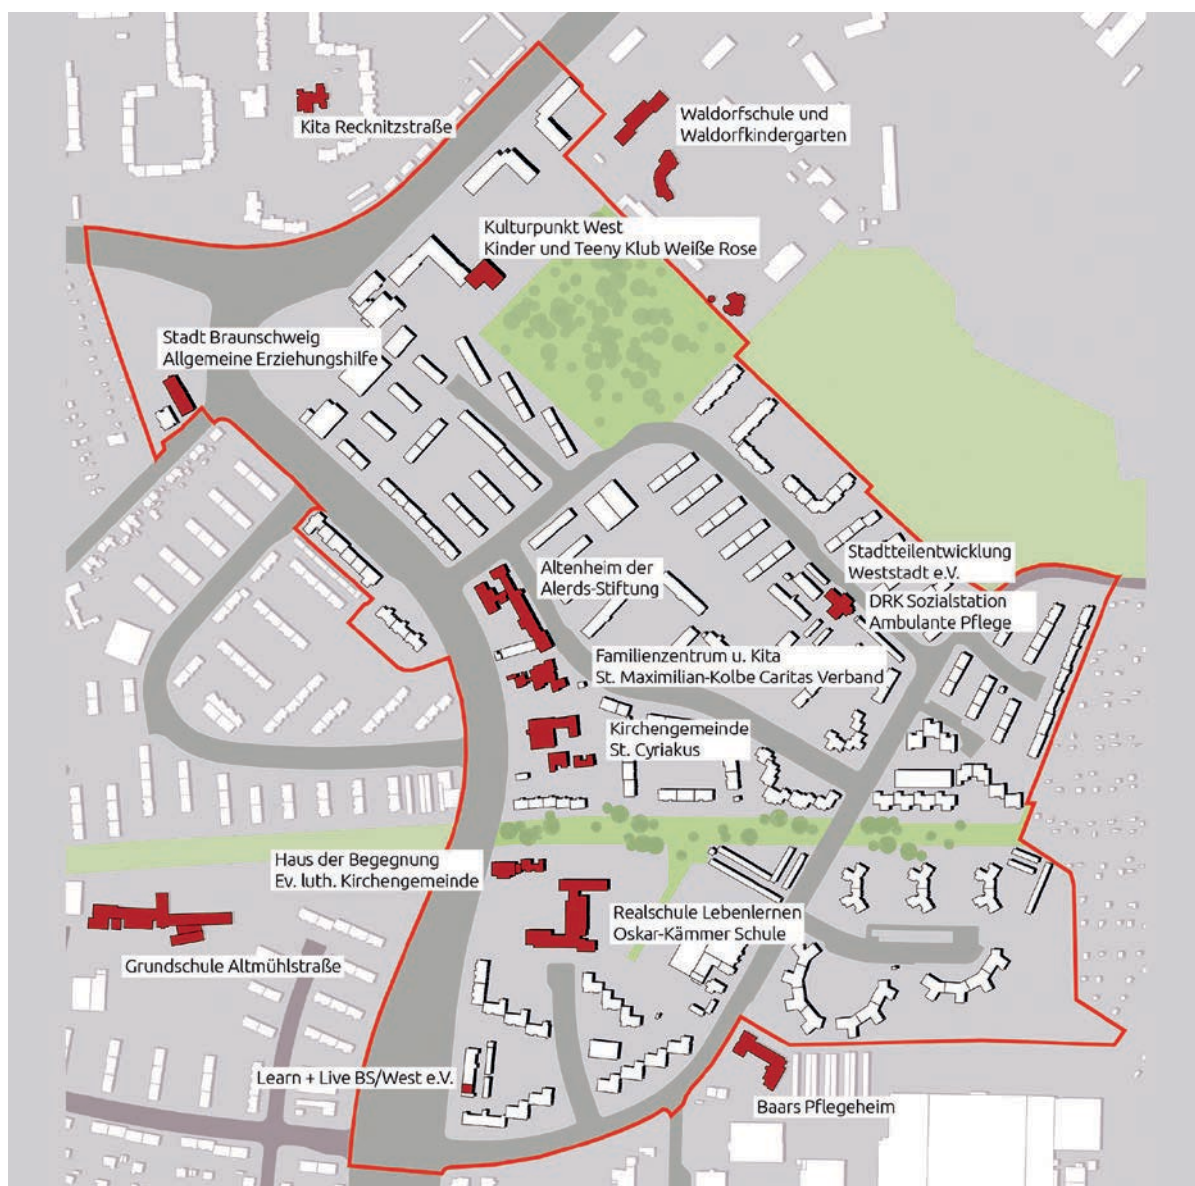 Kita Recknitzstraße
Waldorfschule und
Waldorfkindergarten
Kulturpunkt West
Kinder und Teeny Klub Weiße Rose
Stadt Braunschweig
Allgemeine Erziehungshilfe
Altenheim der
Alerds-Stiftung
Stadtteilentwicklung
Weststadt e.V.
DRK Sozialstation
Ambulante Pflege
Familienzentrum u. Kita
St. Maximilian-Kolbe Caritas Verband
Kirchengemeinde
St. Cyriakus
Haus der Begegnung
Ev. luth. Kirchengemeinde
Realschule Lebenlernen
Oskar-Kämmer Schule
Grundschule Altmühlstraße
Learn + Live BS/West e.V.
Baars Pflegeheim